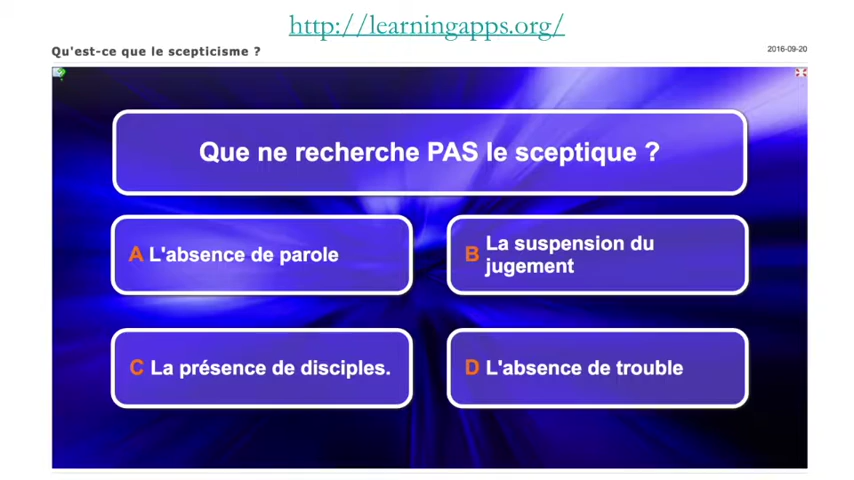 http://learningapps.org/
Qu'est-ce que le scepticisme ?
2016-09-20
Que ne recherche PAS le sceptique ?
A L'absence de parole
B La suspension du
jugement
C La présence de disciples.
D L'absence de trouble